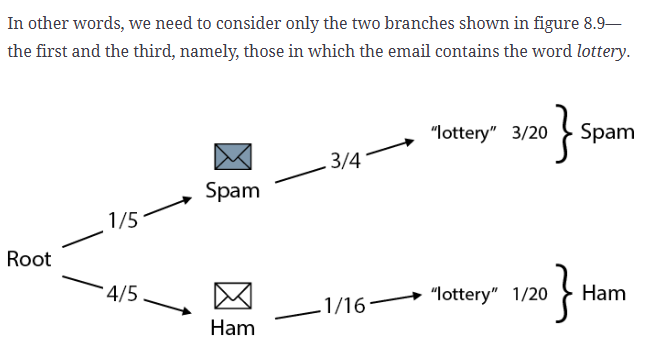 In other words, we need to consider only the two branches shown in figure 8.9—
the first and the third, namely, those in which the email contains the word lottery.
"lottery" 3/20 } Spam
3/4
Spam
1/5
Root
4/5
"lottery" 1/20 } Ham
1/16
Ham